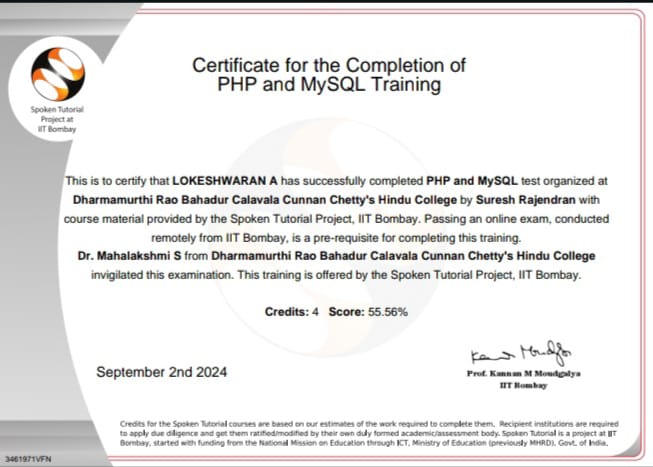 Certificate for the Completion of
PHP and MySQL Training
Spoken Tutorial
Project at
IIT Bombay
This is to certify that LOKESHWARAN A has successfully completed PHP and MySQL test organized at
Dharmamurthi Rao Bahadur Calavala Cunnan Chetty's Hindu College by Suresh Rajendran with
course material provided by the Spoken Tutorial Project, IIT Bombay. Passing an online exam, conducted
remotely from IIT Bombay, is a pre-requisite for completing this training.
Dr. Mahalakshmi S from Dharmamurthi Rao Bahadur Calavala Cunnan Chetty's Hindu College
invigilated this examination. This training is offered by the Spoken Tutorial Project, IIT Bombay.
Credits: 4 Score: 55.56%
September 2nd 2024
Prof. Kannan M Moudgalya
IIT Bombay
Credits for the Spoken Tutorial courses are based on our estimates of the work required to complete them. Recipient institutions are required
to apply due diligence and get them ratified/modified by their own duly formed academic/assessment body. Spoken Tutorial is a project at IIT
Bombay, started with funding from the National Mission on Education through ICT, Ministry of Education (previously MHRD), Govt. of India.
3461971VFN